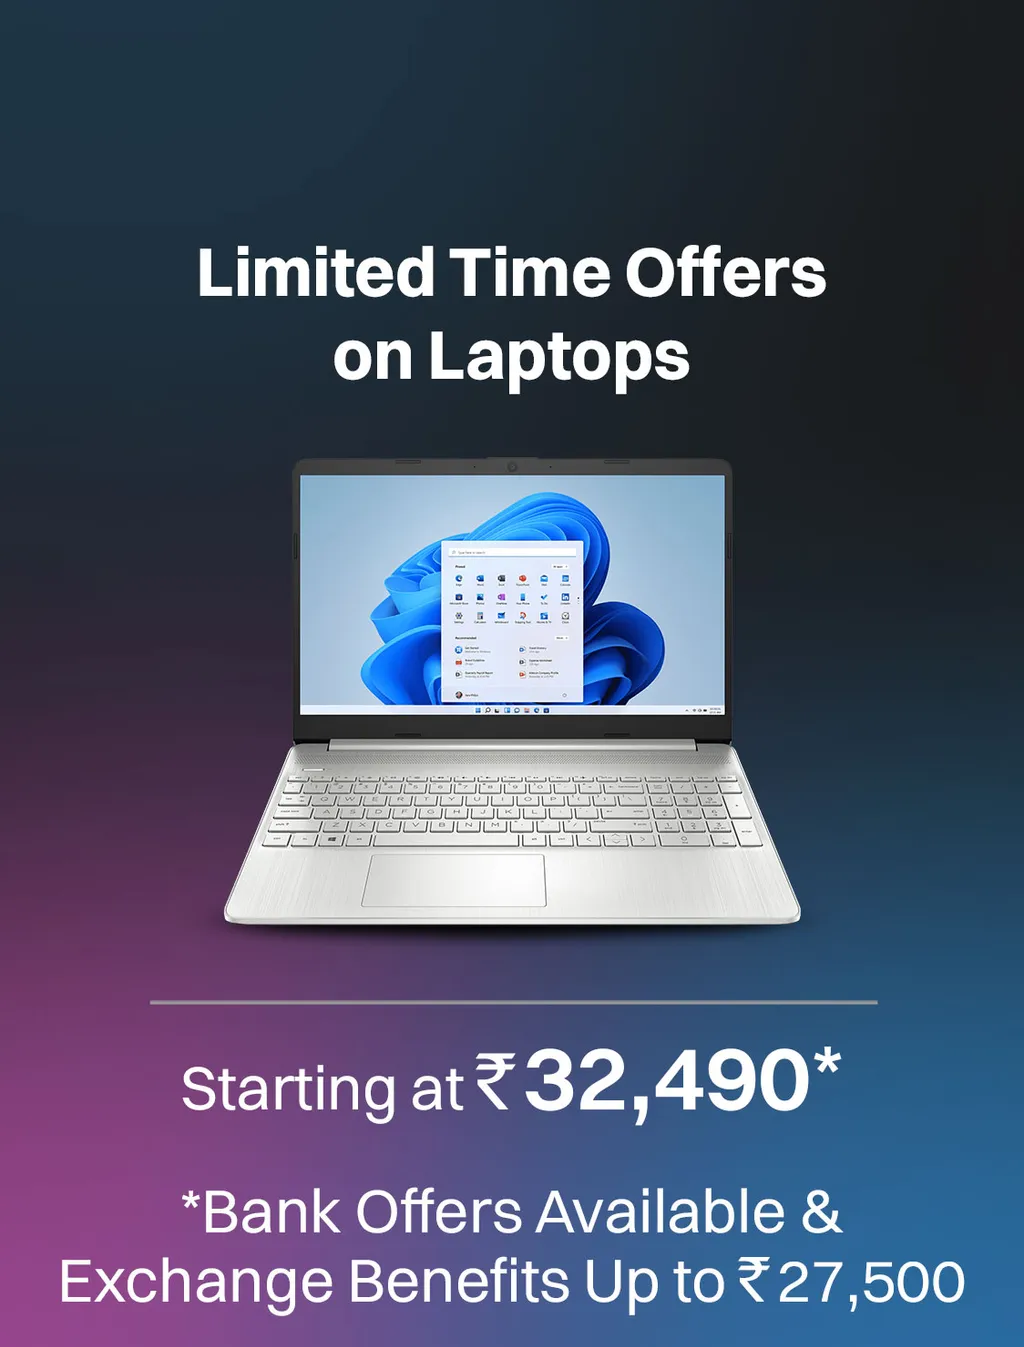 Limited Time Offers
on Laptops
Starting at ₹32,490*
*Bank Offers Available &
Exchange Benefits Up to ₹27,500